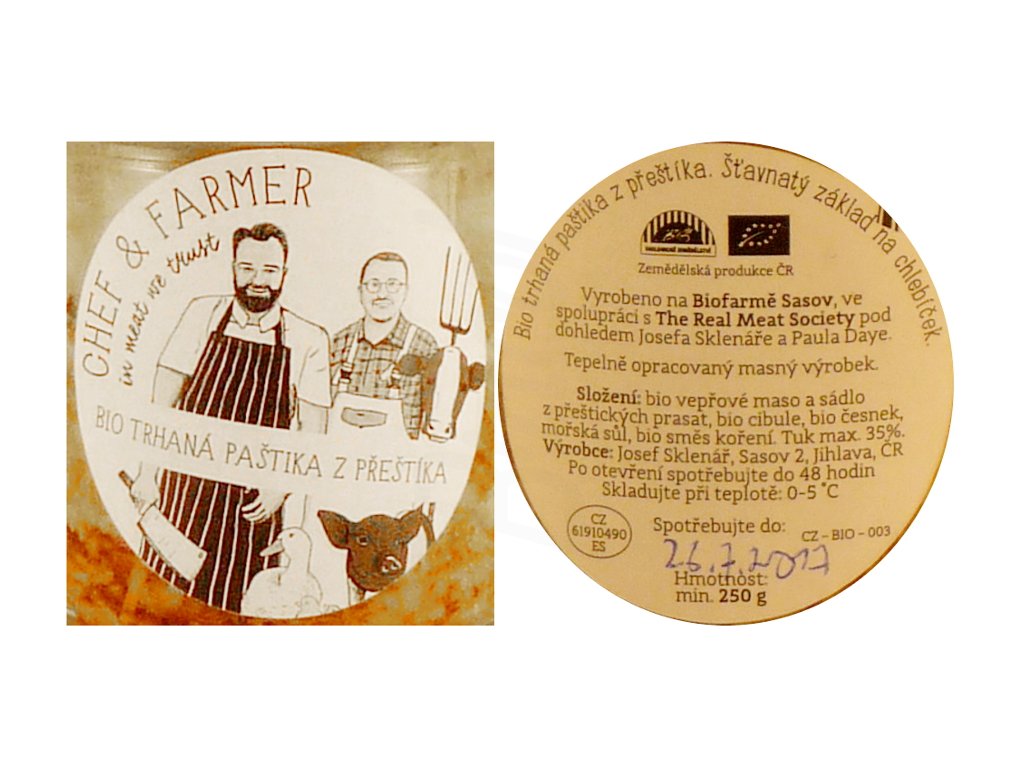 CHEF & FARMER
in meat we trust
BIO TRHANÁ PAŠTIKA Z PŘEŠTÍKA
Bio trhaná paštika z přeštíka. Šťavnatý základ na chlebíček.
Zemědělská produkce ČR
Vyrobeno na Biofarmě Sasov, ve
spolupráci s The Real Meat Society pod
dohledem Josefa Sklenáře a Paula Daye.
Tepelně opracovaný masný výrobek.
Složení: bio vepřové maso a sádlo
z přeštických prasat, bio cibule, bio česnek,
mořská sůl, bio směs koření. Tuk max. 35%.
Výrobce: Josef Sklenář, Sasov 2, Jihlava, ČR
Po otevření spotřebujte do 48 hodin
Skladujte při teplotě: 0-5 °C
CZ
61910490
ES
Spotřebujte do:
CZ - BIO - 003
26.7.2017
Hmotnost:
min. 250 g